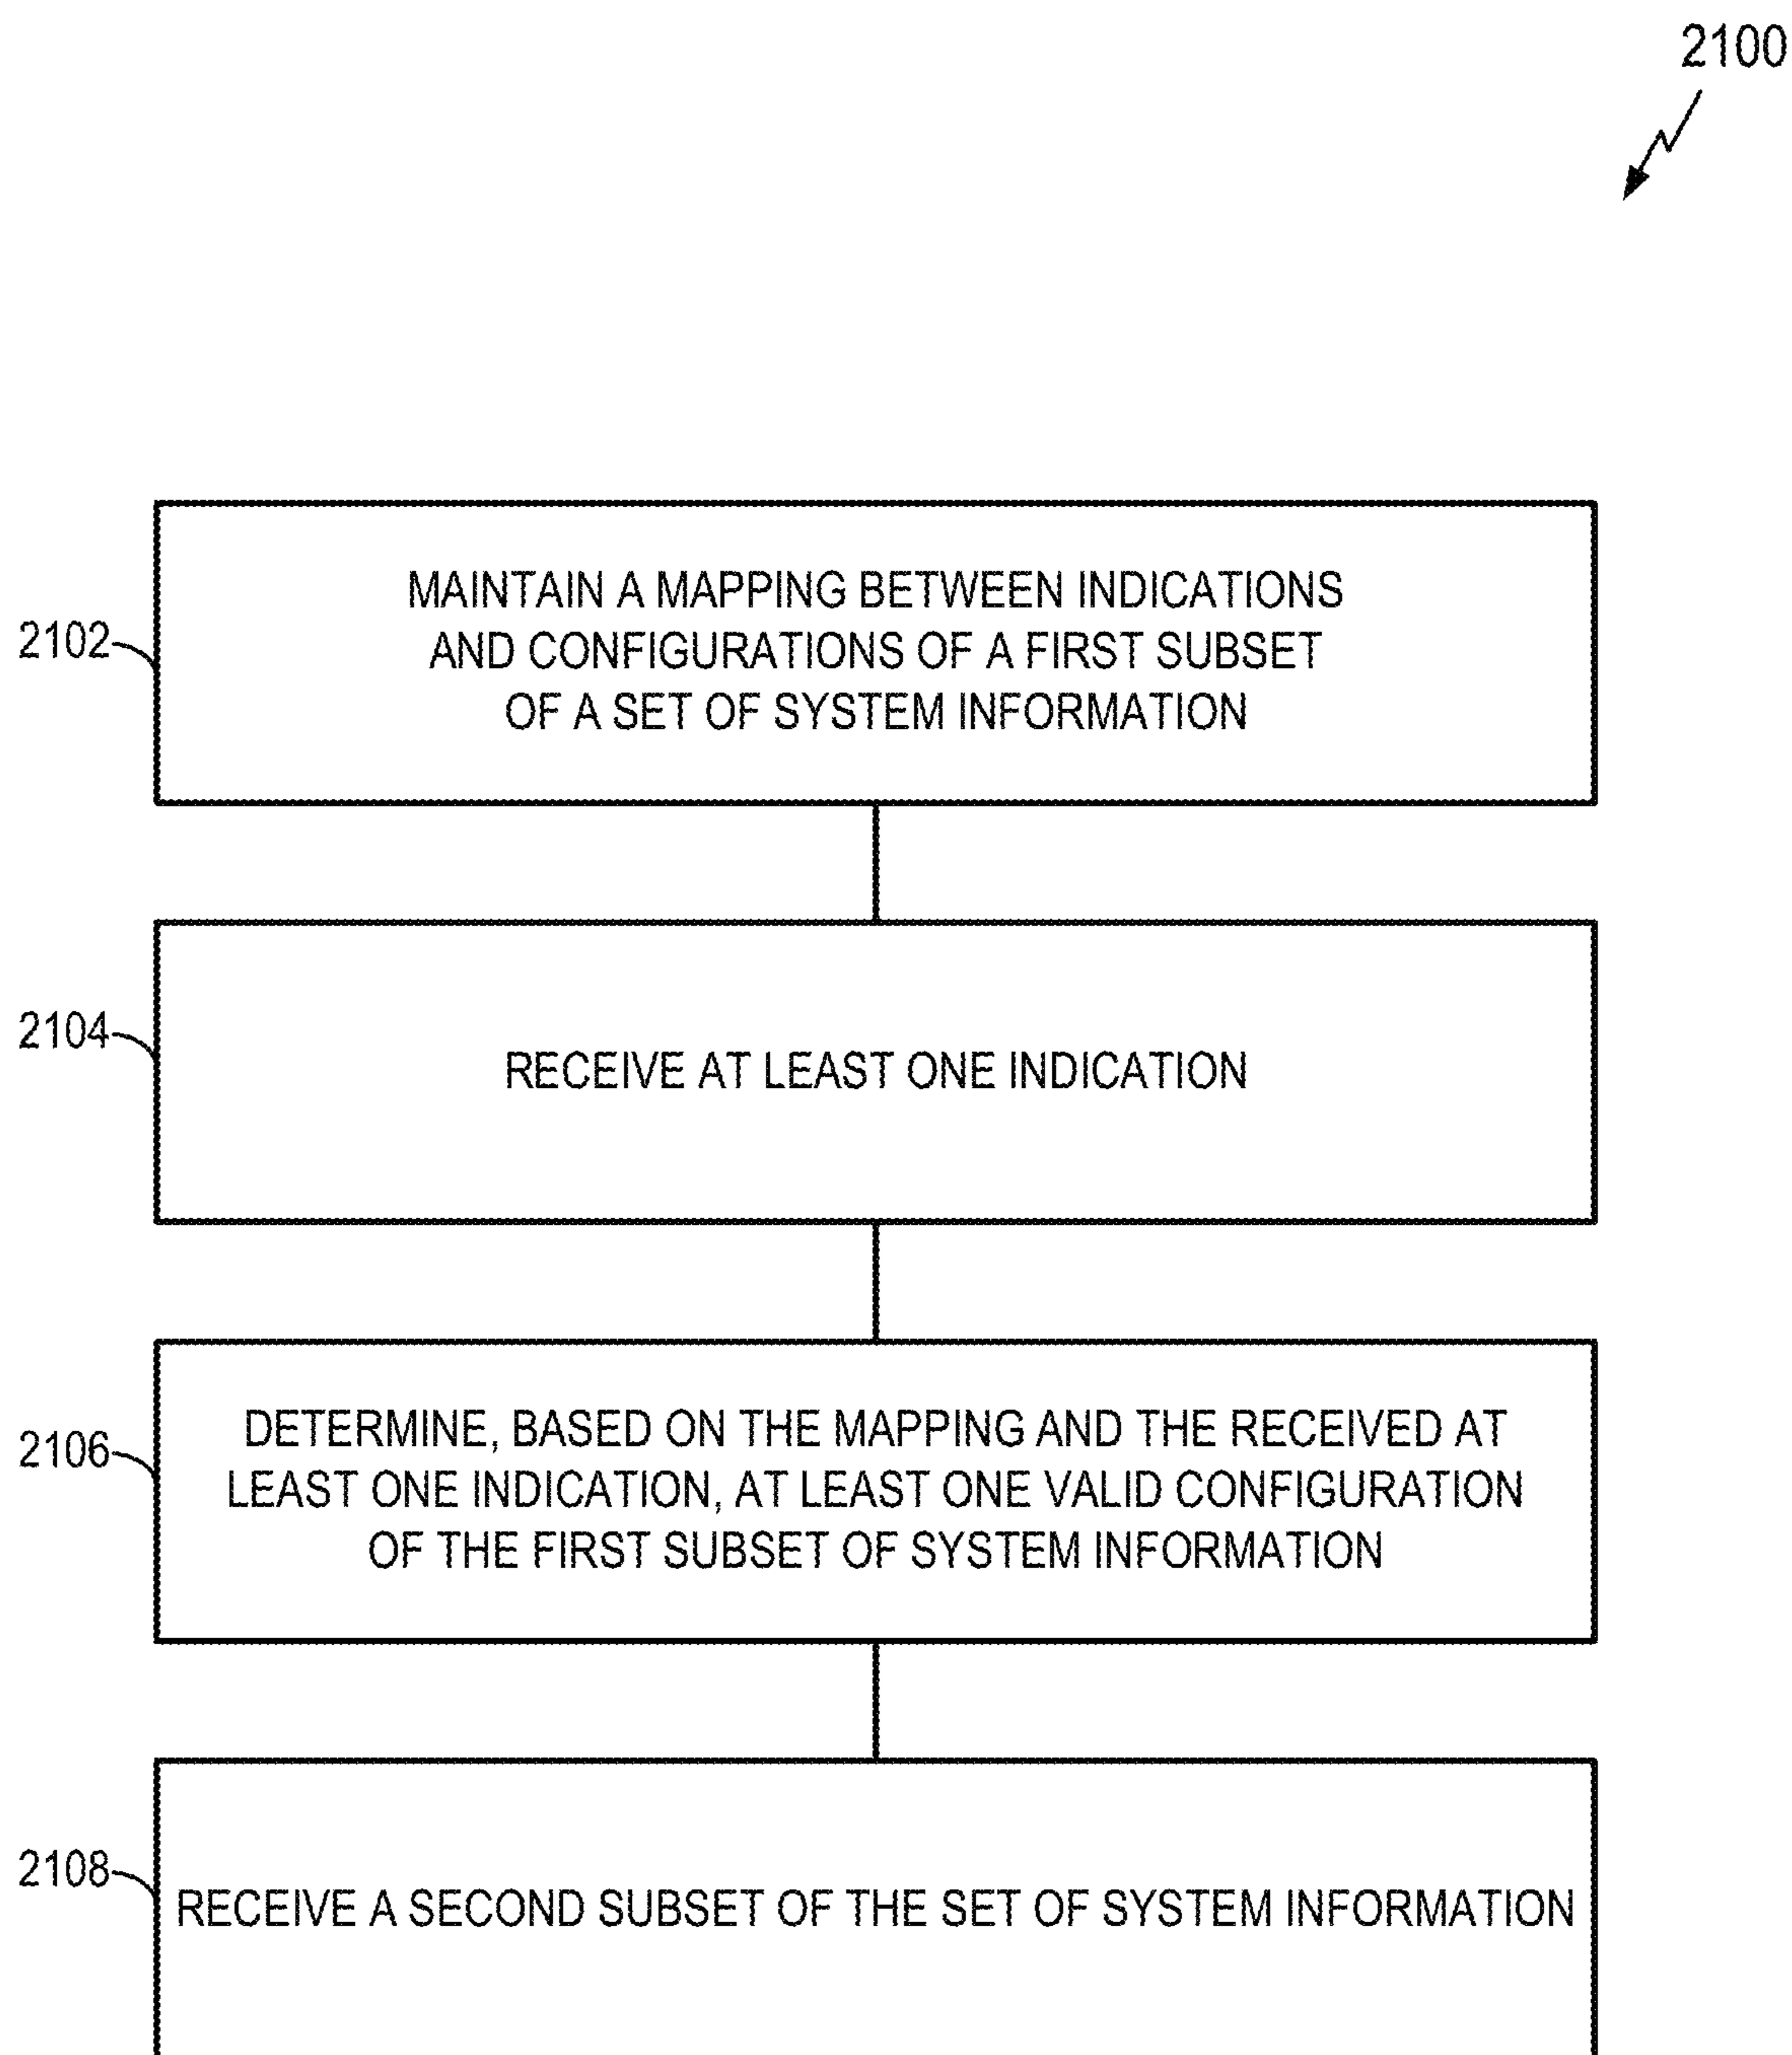 2100
2102
MAINTAIN A MAPPING BETWEEN INDICATIONS
AND CONFIGURATIONS OF A FIRST SUBSET
OF A SET OF SYSTEM INFORMATION
2104
RECEIVE AT LEAST ONE INDICATION
2106
DETERMINE, BASED ON THE MAPPING AND THE RECEIVED AT
LEAST ONE INDICATION, AT LEAST ONE VALID CONFIGURATION
OF THE FIRST SUBSET OF SYSTEM INFORMATION
2108
RECEIVE A SECOND SUBSET OF THE SET OF SYSTEM INFORMATION